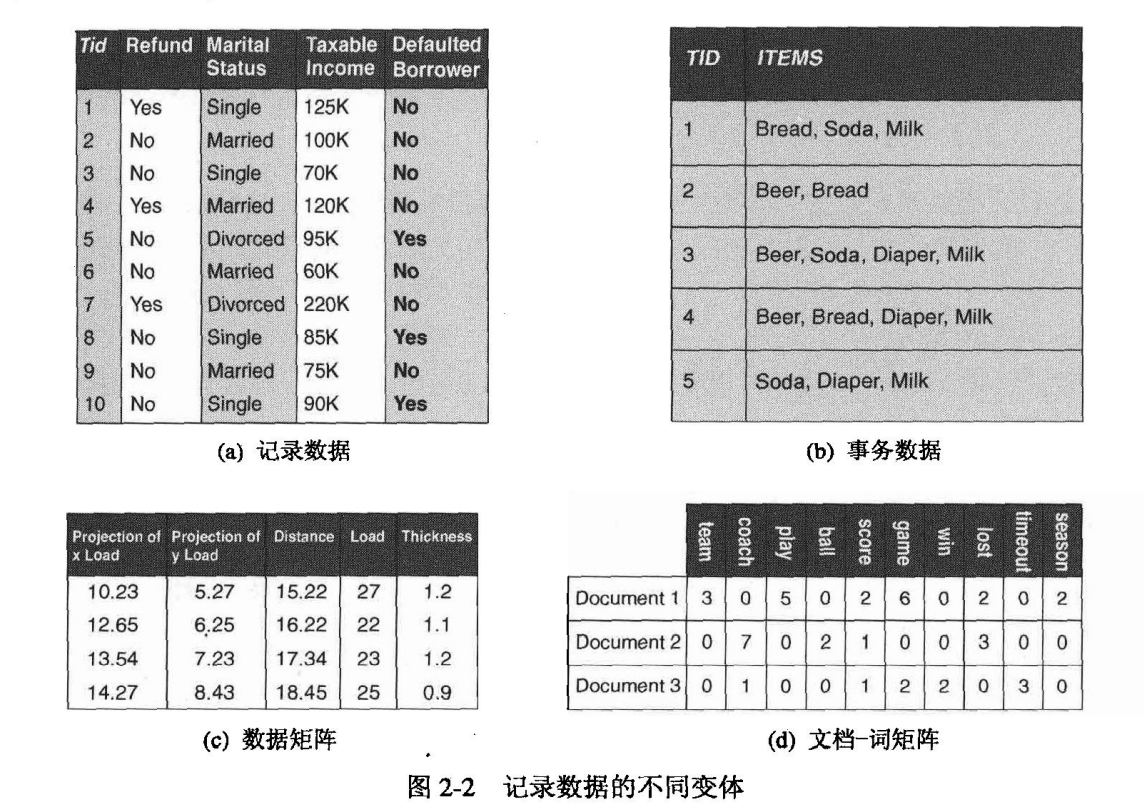 Tid Refund Marital Status Taxable Income Defaulted Borrower
1 Yes Single 125K No
2 No Married 100K No
3 No Single 70K No
4 Yes Married 120K No
5 No Divorced 95K Yes
6 No Married 60K No
7 Yes Divorced 220K No
8 No Single 85K Yes
9 No Married 75K No
10 No Single 90K Yes
(a) 记录数据
TID ITEMS
1 Bread, Soda, Milk
2 Beer, Bread
3 Beer, Soda, Diaper, Milk
4 Beer, Bread, Diaper, Milk
5 Soda, Diaper, Milk
(b) 事务数据
Projection of x Load Projection of y Load Distance Load Thickness
10.23 5.27 15.22 27 1.2
12.65 6.25 16.22 22 1.1
13.54 7.23 17.34 23 1.2
14.27 8.43 18.45 25 0.9
(c) 数据矩阵
team coach play ball score game win lost timeout season
Document 1 3 0 5 0 2 6 0 2 0 2
Document 2 0 7 0 2 1 0 0 3 0 0
Document 3 0 1 0 0 1 2 2 0 3 0
(d) 文档-词矩阵
图 2-2 记录数据的不同变体